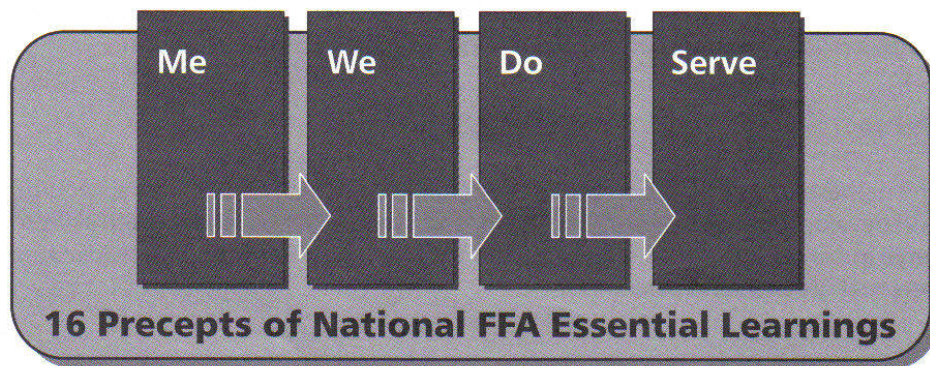 Me We Do Serve
16 Precepts of National FFA Essential Learnings